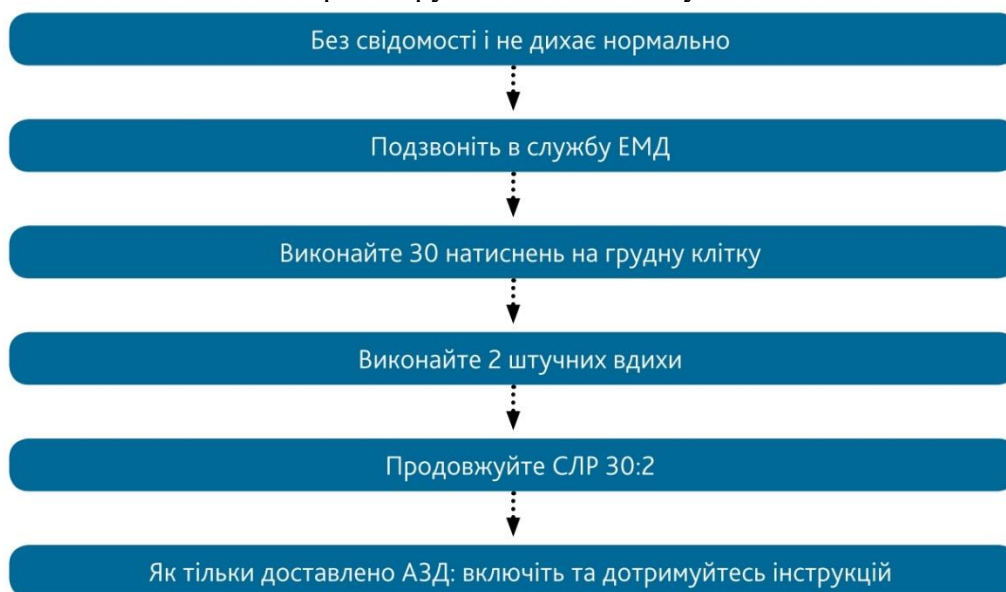 Без свідомості і не дихає нормально
Подзвоніть в службу ЕМД
Виконайте 30 натиснень на грудну клітку
Виконайте 2 штучних вдихи
Продовжуйте СЛР 30:2
Як тільки доставлено АЗД: включіть та дотримуйтесь інструкцій